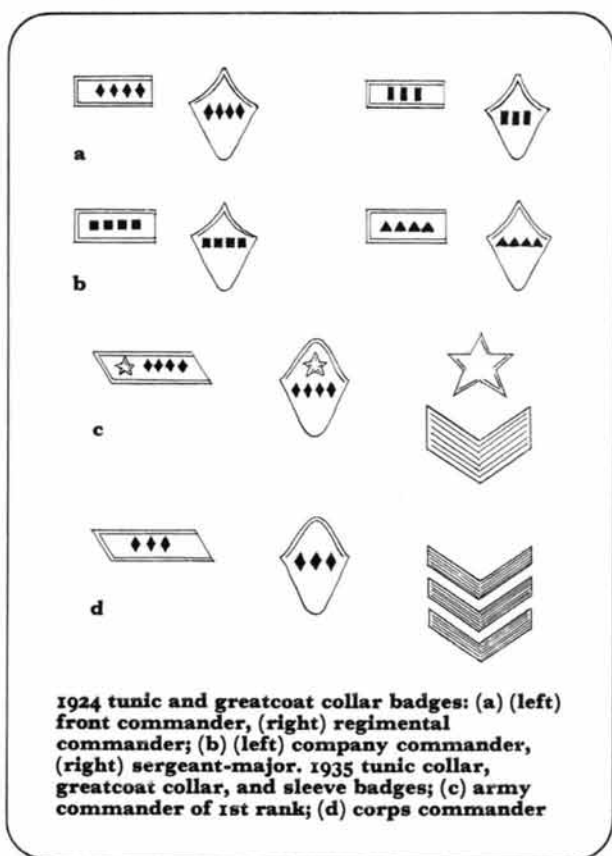 a
b
c
d
1924 tunic and greatcoat collar badges: (a) (left)
front commander, (right) regimental
commander; (b) (left) company commander,
(right) sergeant-major. 1935 tunic collar,
greatcoat collar, and sleeve badges; (c) army
commander of 1st rank; (d) corps commander